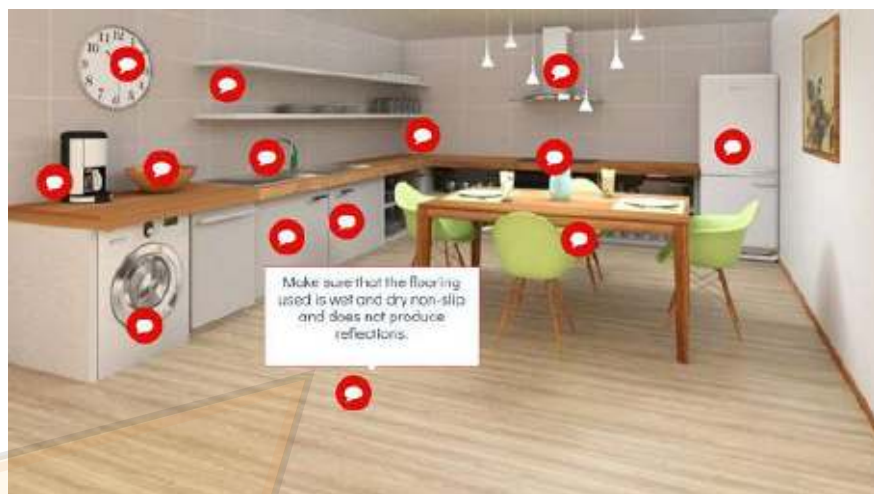 Make sure that the flooring
used is wet and dry non-slip
and does not produce
reflections.